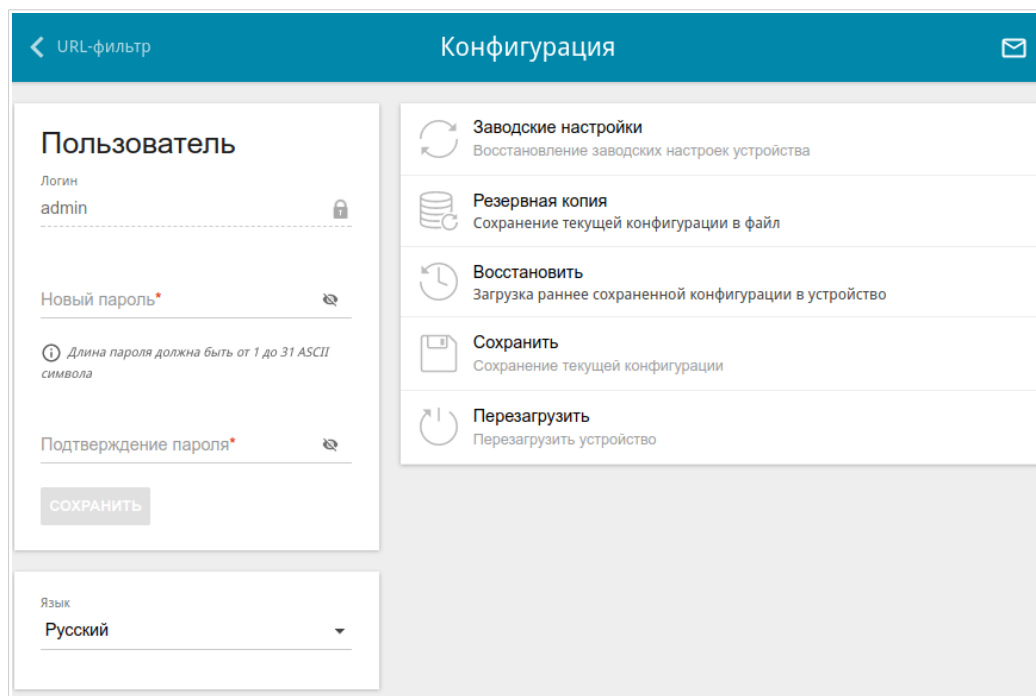 URL-фильтр
Конфигурация
Пользователь
Логин
admin
Новый пароль*
Длина пароля должна быть от 1 до 31 ASCII
символа
Подтверждение пароля*
СОХРАНИТЬ
Язык
Русский
Заводские настройки
Восстановление заводских настроек устройства
Резервная копия
Сохранение текущей конфигурации в файл
Восстановить
Загрузка раннее сохраненной конфигурации в устройство
Сохранить
Сохранение текущей конфигурации
Перезагрузить
Перезагрузить устройство